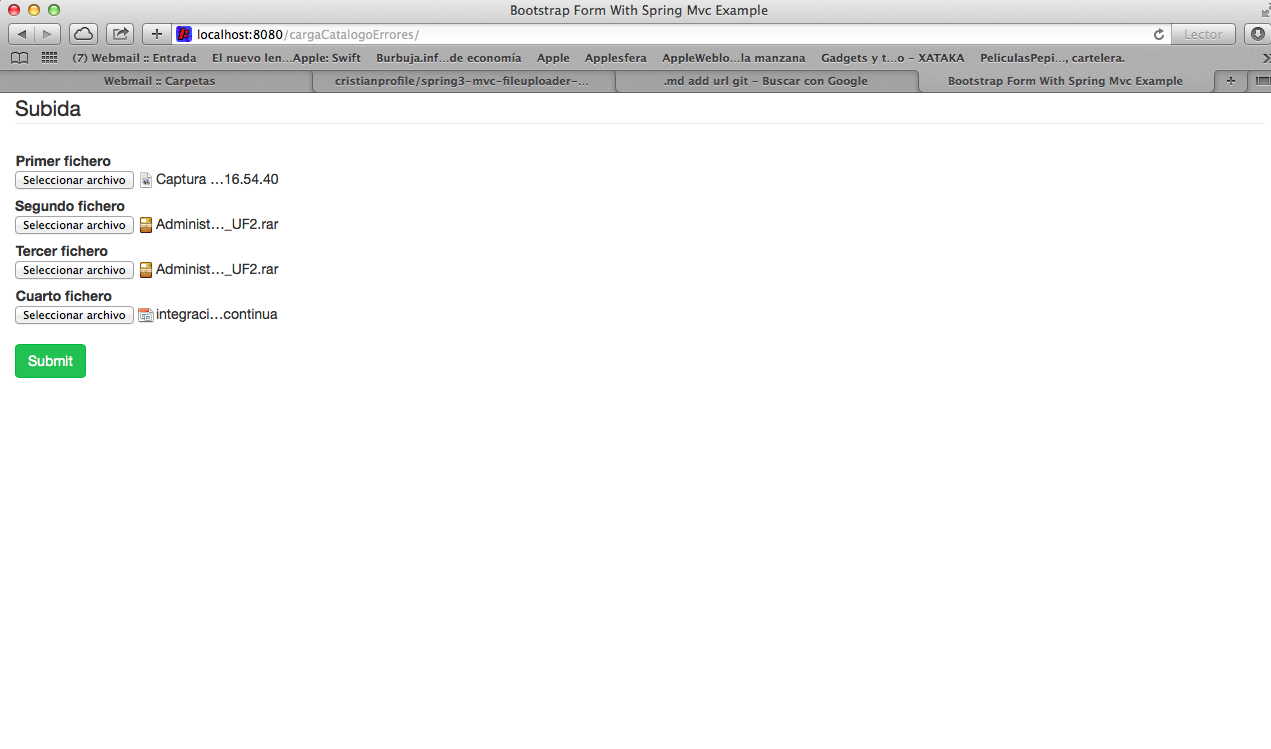 Bootstrap Form With Spring Mvc Example
localhost:8080/cargaCatalogoErrores/
Lector
(7) Webmail :: Entrada El nuevo len...Apple: Swift Burbuja.inf...de economía Apple Applesfera AppleWeblo...la manzana Gadgets y t...o – XATAKA PeliculasPepi..., cartelera.
Webmail :: Carpetas cristianprofile/spring3-mvc-fileuploader-... .md add url git – Buscar con Google Bootstrap Form With Spring Mvc Example
Subida
Primer fichero
Seleccionar archivo Captura ...16.54.40
Segundo fichero
Seleccionar archivo Administ..._UF2.rar
Tercer fichero
Seleccionar archivo Administ..._UF2.rar
Cuarto fichero
Seleccionar archivo integraci...continua
Submit